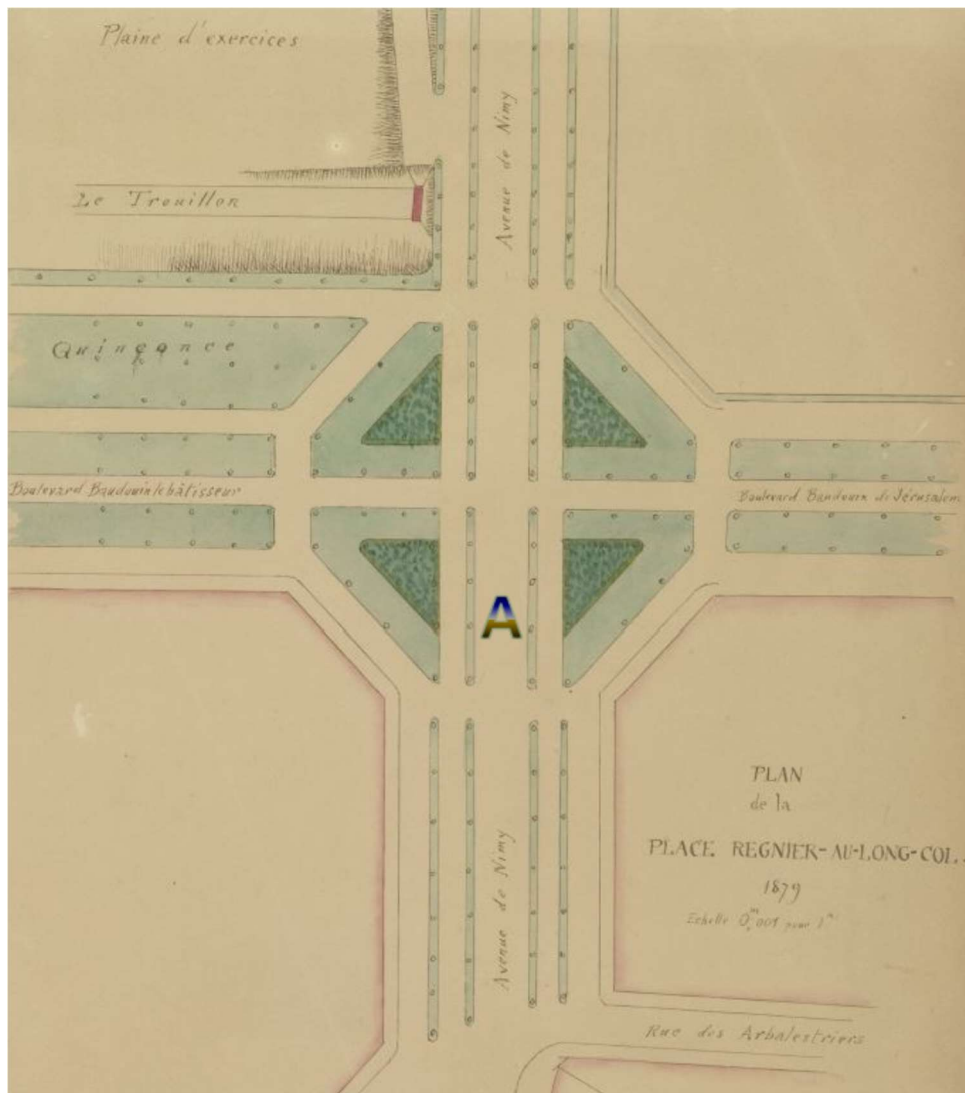 Plaine d'exercices
Avenue de Nimy
Le Trouillon
Quinconce
Boulevard Baudouin le bâtisseur
Boulevard Baudouin de Jérusalem
A
PLAN
de la
PLACE REGNIER-AU-LONG-COL.
1879
Echelle 0,001 pour 1m
Avenue de Nimy
Rue des Arbalestriers